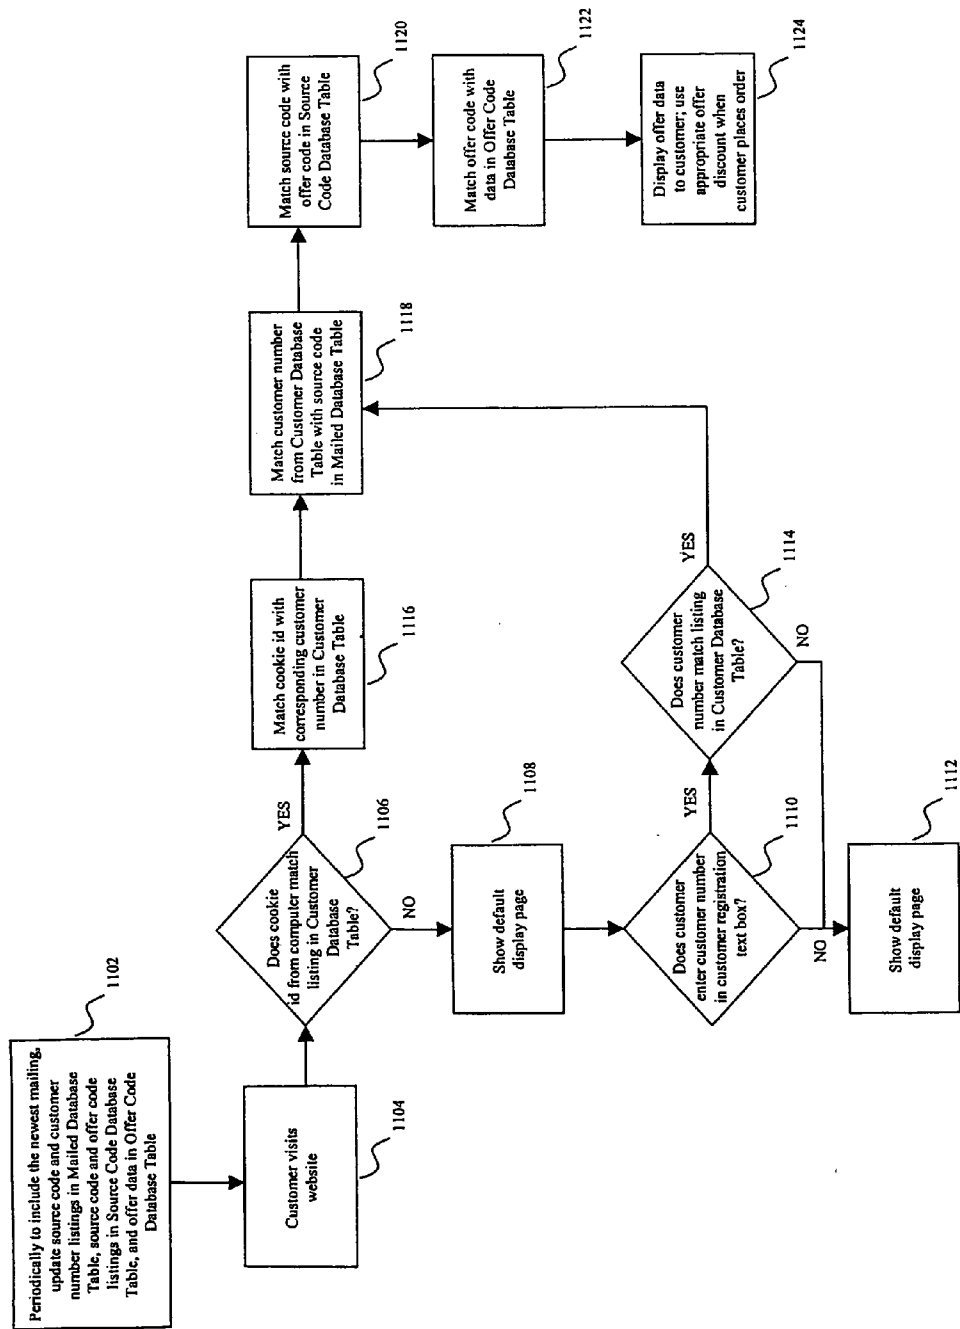 Periodically to include the newest mailing,
update source code and customer
number listings in Mailed Database
Table, source code and offer code
listings in Source Code Database
Table, and offer data in Offer Code
Database Table
1102
Customer visits
website
1104
Does cookie
id from computer match
listing in Customer
Database
Table?
1106
YES
NO
Match cookie id with
corresponding customer
number in Customer
Database Table
1116
Match customer number
from Customer Database
Table with source code
in Mailed Database Table
1118
Match source code with
offer code in Source
Code Database Table
1120
Match offer code with
data in Offer Code
Database Table
1122
Display offer data
to customer; use
appropriate offer
discount when
customer places order
1124
Show default
display page
1108
Does customer
enter customer number
in customer registration
text box?
1110
YES
NO
Does customer
number match listing
in Customer Database
Table?
1114
YES
NO
Show default
display page
1112